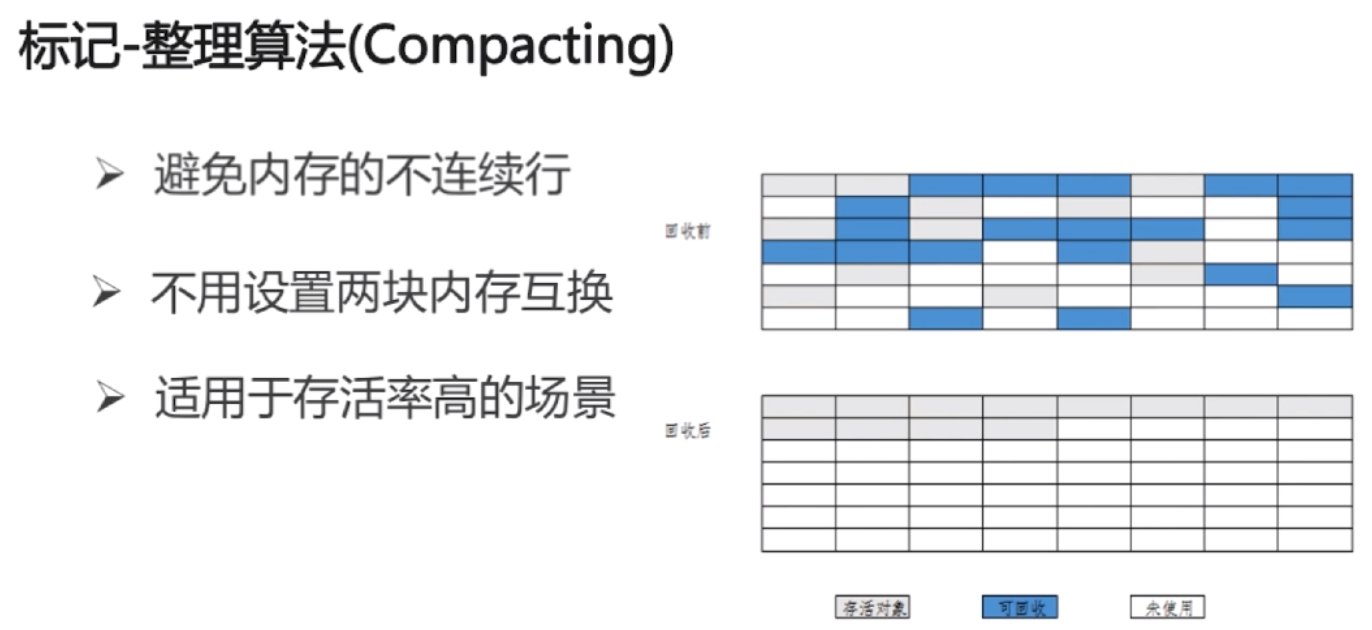 标记-整理算法(Compacting)
➢ 避免内存的不连续行
➢ 不用设置两块内存互换
➢ 适用于存活率高的场景
回收前
回收后
存活对象
可回收
未使用